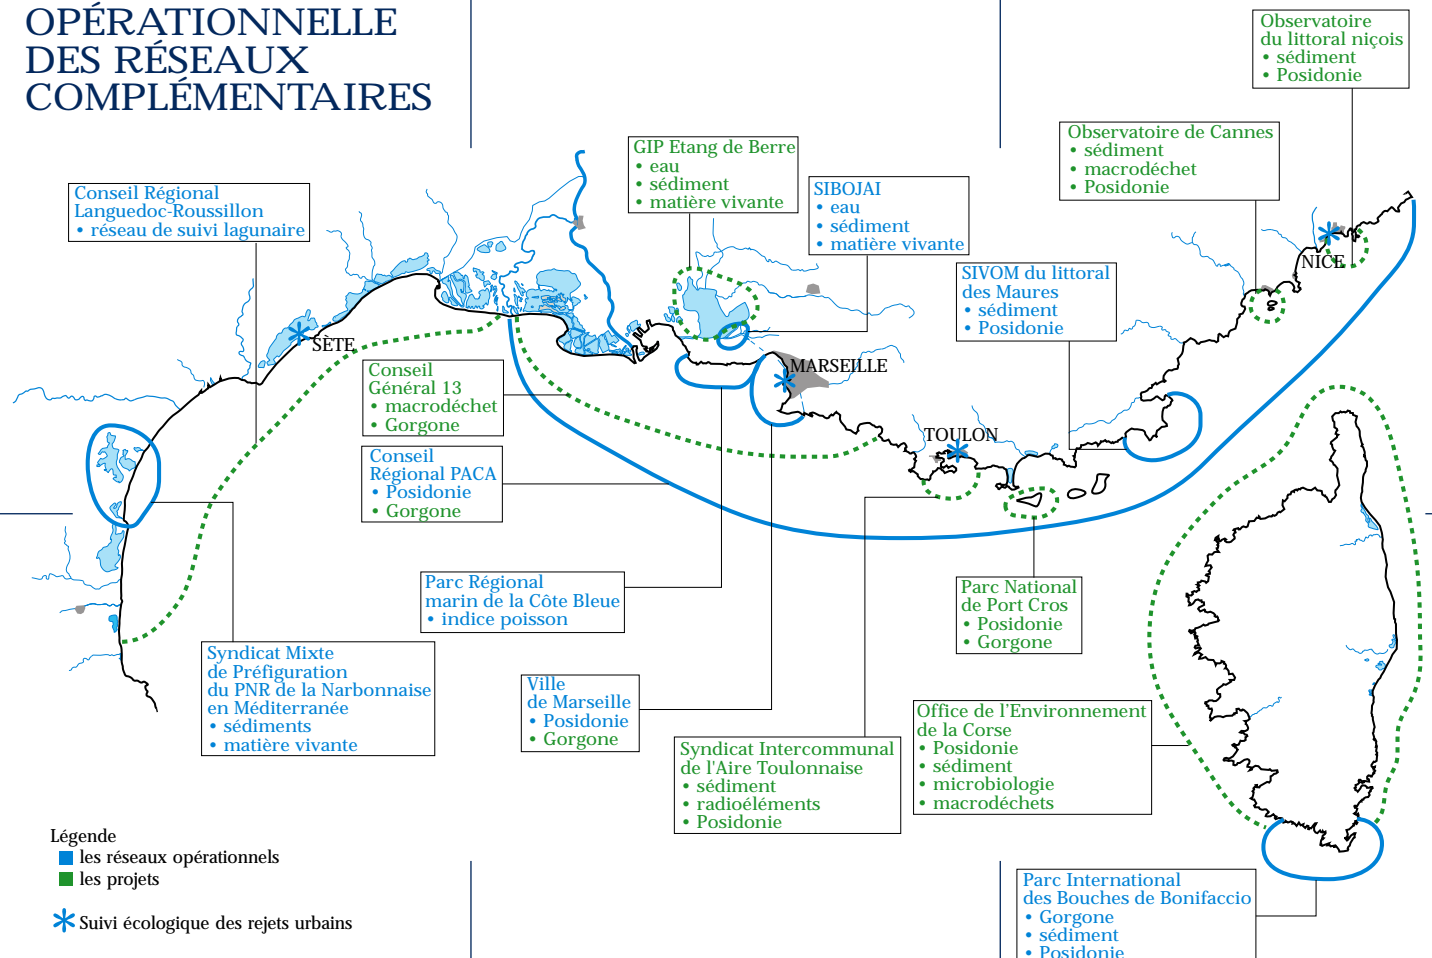 OPÉRATIONNELLE
DES RÉSEAUX
COMPLÉMENTAIRES
Observatoire
du littoral niçois
• sédiment
• Posidonie
Observatoire de Cannes
• sédiment
• macrodéchet
• Posidonie
GIP Etang de Berre
• eau
• sédiment
• matière vivante
SIBOJAI
• eau
• sédiment
• matière vivante
Conseil Régional
Languedoc-Roussillon
• réseau de suivi lagunaire
SIVOM du littoral
des Maures
• sédiment
• Posidonie
NICE
SÈTE
MARSEILLE
TOULON
Conseil
Général 13
• macrodéchet
• Gorgone
Conseil
Régional PACA
• Posidonie
• Gorgone
Parc Régional
marin de la Côte Bleue
• indice poisson
Parc National
de Port Cros
• Posidonie
• Gorgone
Syndicat Mixte
de Préfiguration
du PNR de la Narbonnaise
en Méditerranée
• sédiments
• matière vivante
Ville
de Marseille
• Posidonie
• Gorgone
Syndicat Intercommunal
de l'Aire Toulonnaise
• sédiment
• radioéléments
• Posidonie
Office de l'Environnement
de la Corse
• Posidonie
• sédiment
• microbiologie
• macrodéchets
Parc International
des Bouches de Bonifaccio
• Gorgone
• sédiment
• Posidonie
Légende
les réseaux opérationnels
les projets
Suivi écologique des rejets urbains